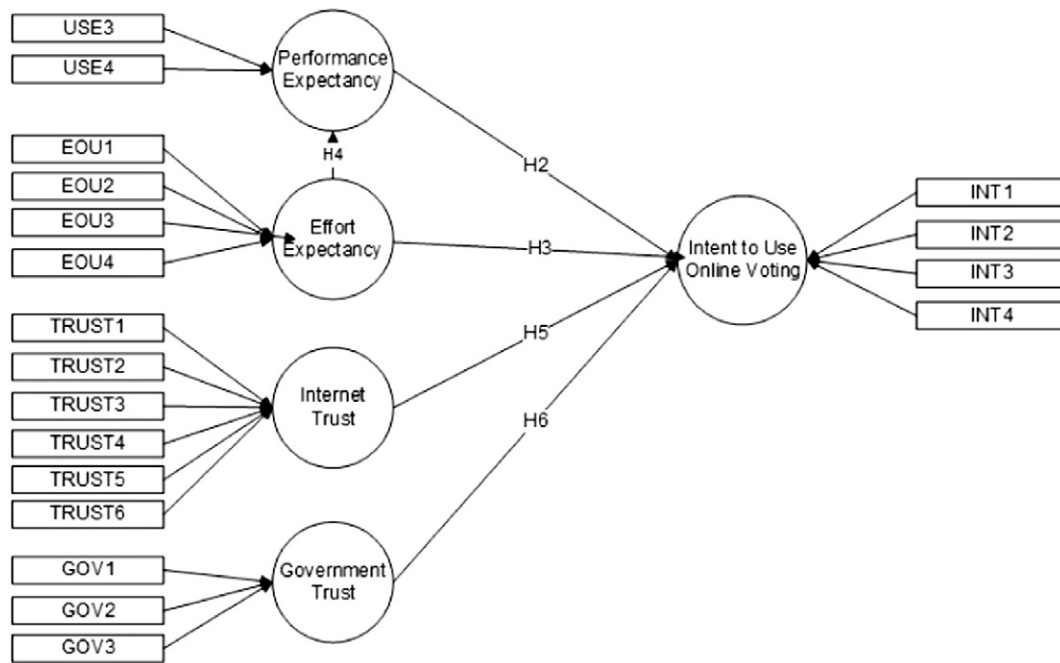 USE3
USE4
Performance
Expectancy
H4
EOU1
EOU2
EOU3
EOU4
Effort
Expectancy
TRUST1
TRUST2
TRUST3
TRUST4
TRUST5
TRUST6
Internet
Trust
GOV1
GOV2
GOV3
Government
Trust
H2
H3
H5
H6
Intent to Use
Online Voting
INT1
INT2
INT3
INT4